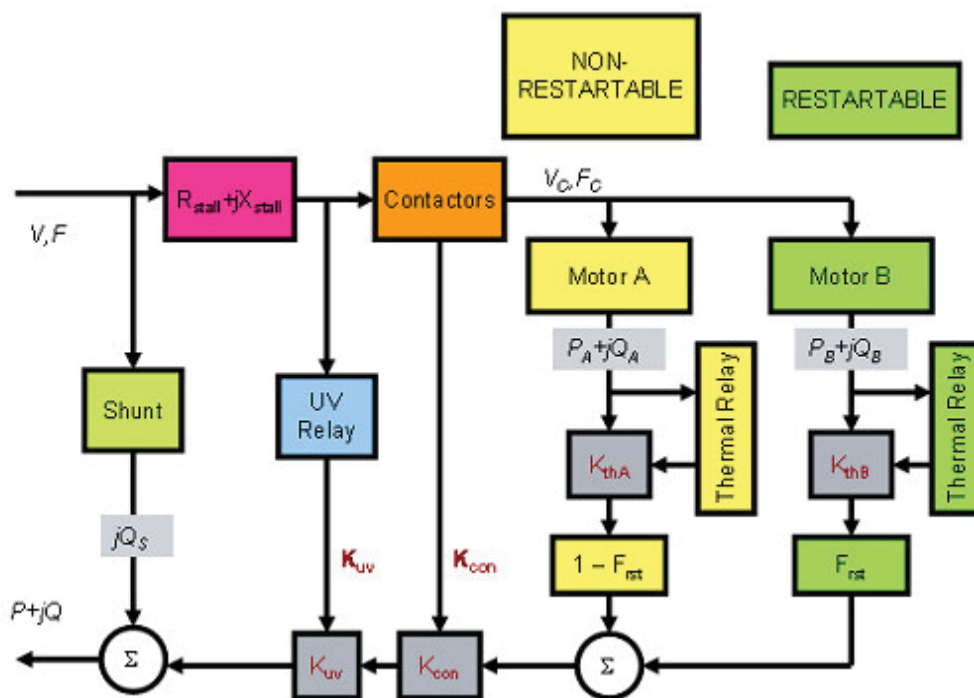 NON-
RESTARTABLE
RESTARTABLE
V,F
R_stall+jX_stall
Contactors
V_C,F_C
Motor A
Motor B
P_A+jQ_A
P_B+jQ_B
Shunt
UV
Relay
Thermal Relay
Thermal Relay
K_thA
K_thB
jQ_S
K_uv
K_con
1 – F_rst
F_rst
P+jQ
Σ
K_uv
K_con
Σ